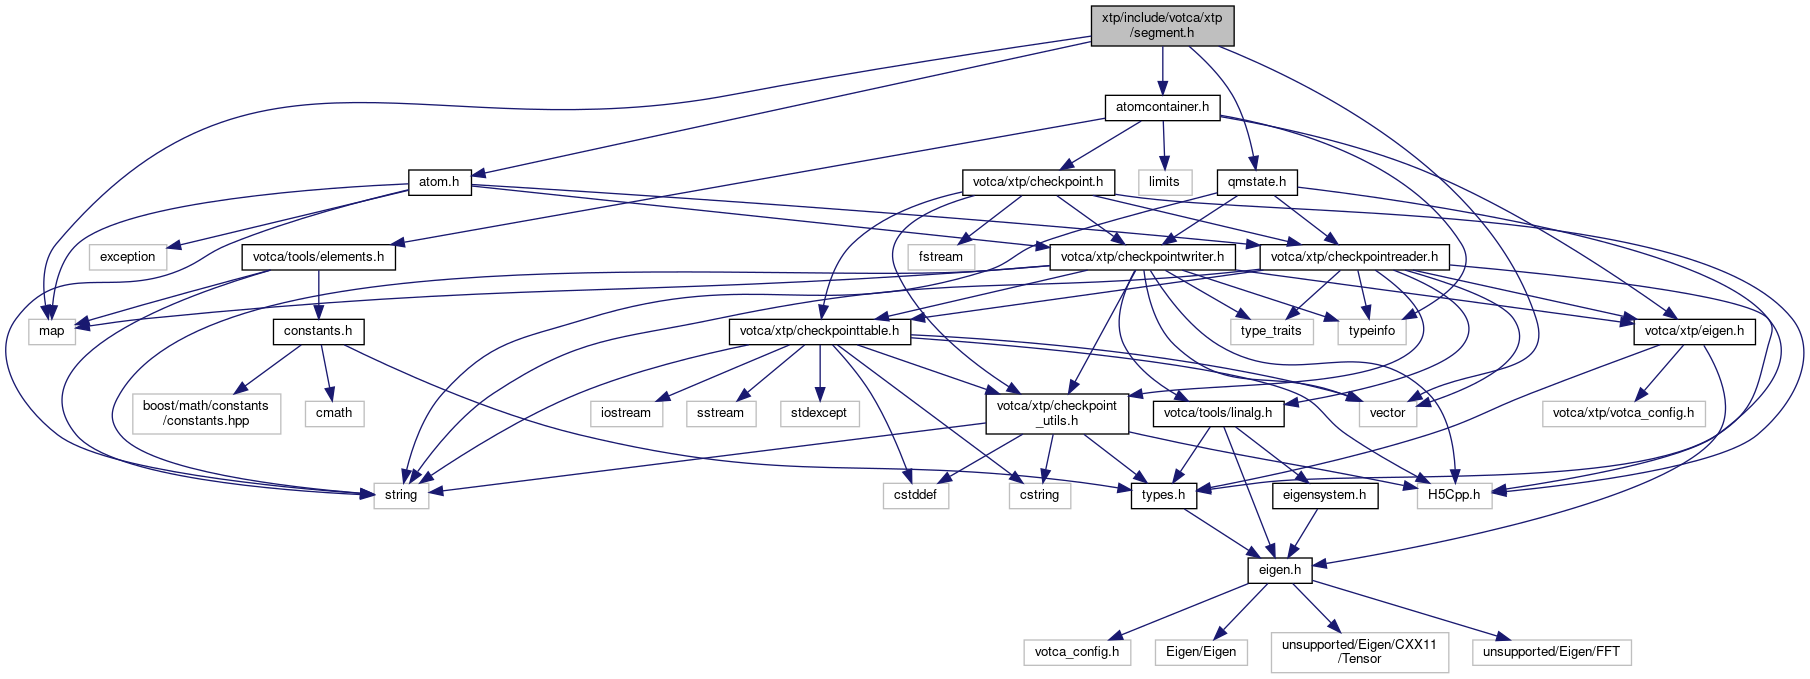 xtp/include/votca/xtp
/segment.h
atomcontainer.h
atom.h
votca/xtp/checkpoint.h
limits
qmstate.h
exception
votca/tools/elements.h
fstream
votca/xtp/checkpointwriter.h
votca/xtp/checkpointreader.h
map
constants.h
votca/xtp/checkpointtable.h
type_traits
typeinfo
votca/xtp/eigen.h
boost/math/constants
/constants.hpp
cmath
iostream
sstream
stdexcept
votca/xtp/checkpoint
_utils.h
votca/tools/linalg.h
vector
votca/xtp/votca_config.h
string
cstddef
cstring
types.h
eigensystem.h
H5Cpp.h
eigen.h
votca_config.h
Eigen/Eigen
unsupported/Eigen/CXX11
/Tensor
unsupported/Eigen/FFT